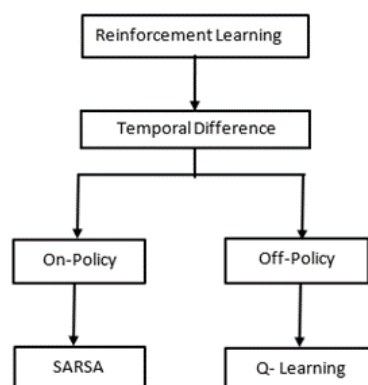 Reinforcement Learning
Temporal Difference
On-Policy
Off-Policy
SARSA
Q- Learning